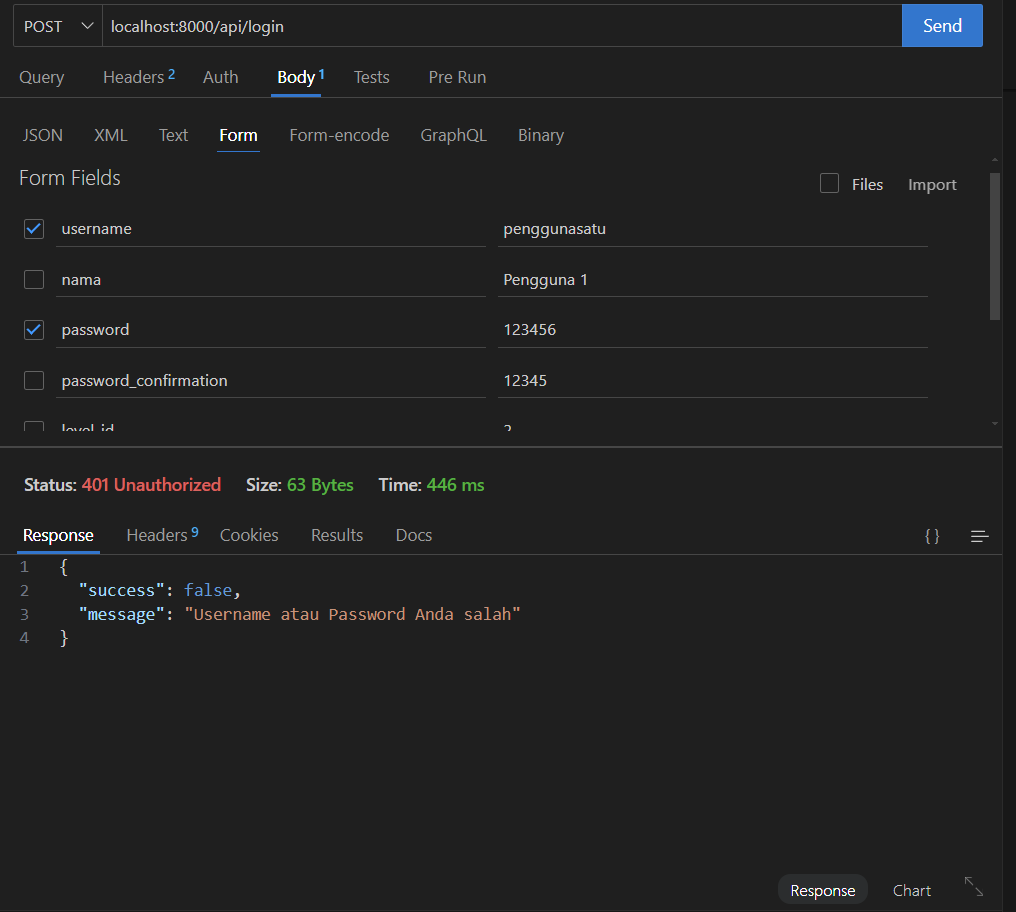 POST localhost:8000/api/login Send
Query Headers 2 Auth Body 1 Tests Pre Run
JSON XML Text Form Form-encode GraphQL Binary
Form Fields Files Import
username penggunasatu
nama Pengguna 1
password 123456
password_confirmation 12345
level_id 2
Status: 401 Unauthorized Size: 63 Bytes Time: 446 ms
Response Headers 9 Cookies Results Docs { }
1 {
2 "success": false,
3 "message": "Username atau Password Anda salah"
4 }
Response Chart